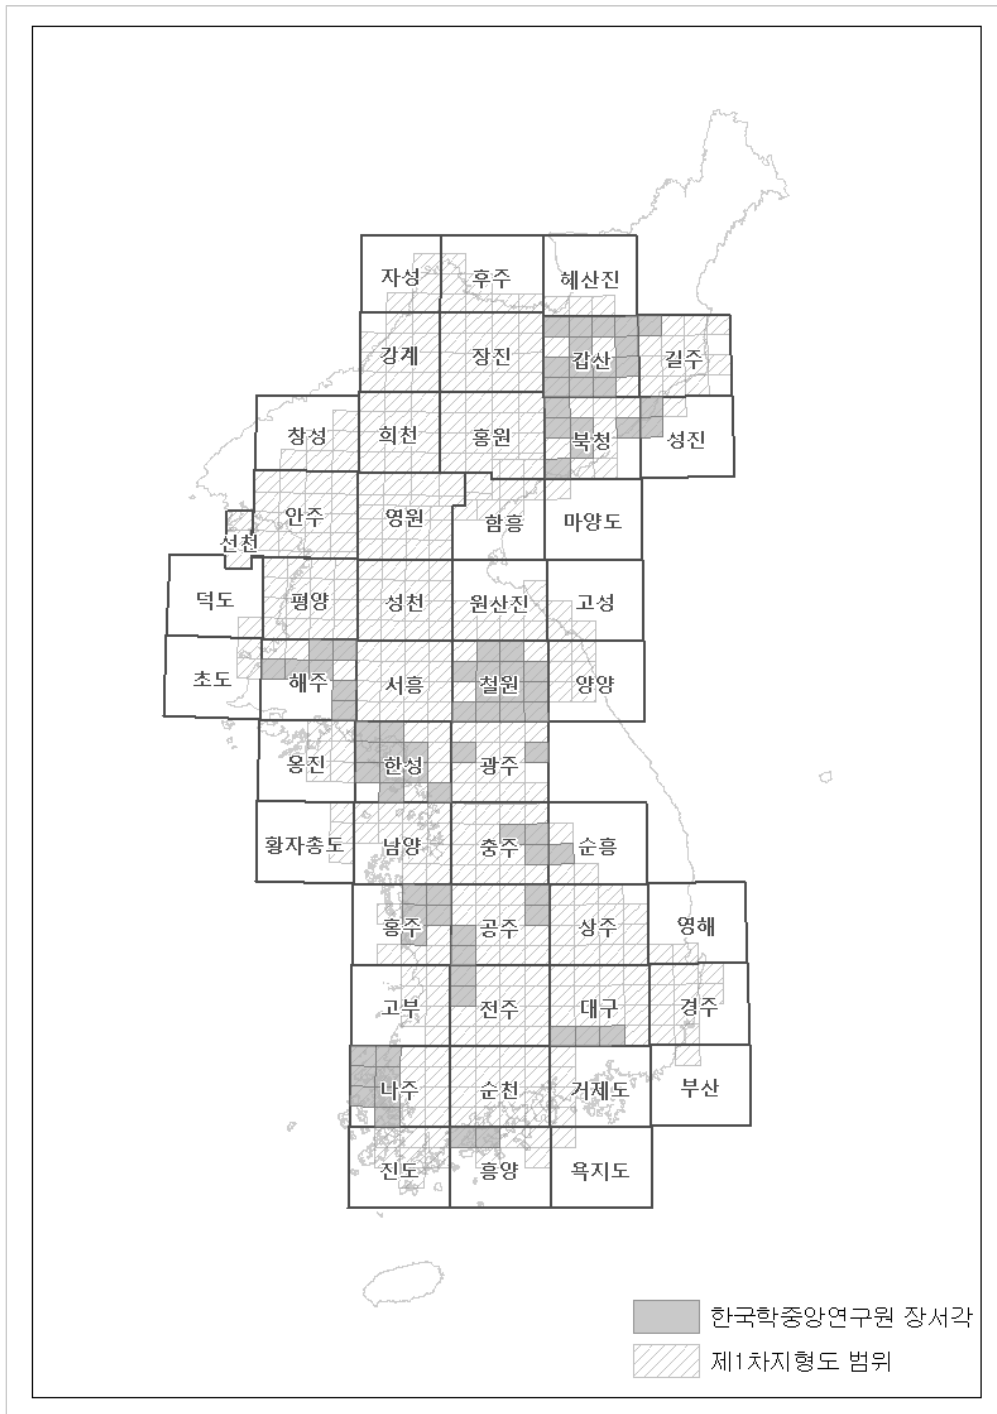 자성 후주 혜산진
강계 장진 갑산 길주
창성 희천 홍원 북청 성진
안주 영원 함흥 마양도
선천
덕도 평양 성천 원산진 고성
초도 해주 서흥 철원 양양
옹진 한성 광주
황자총도 남양 충주 순흥
홍주 공주 상주 영해
고부 전주 대구 경주
나주 순천 거제도 부산
진도 흥양 욕지도
한국학중앙연구원 장서각
제1차지형도 범위